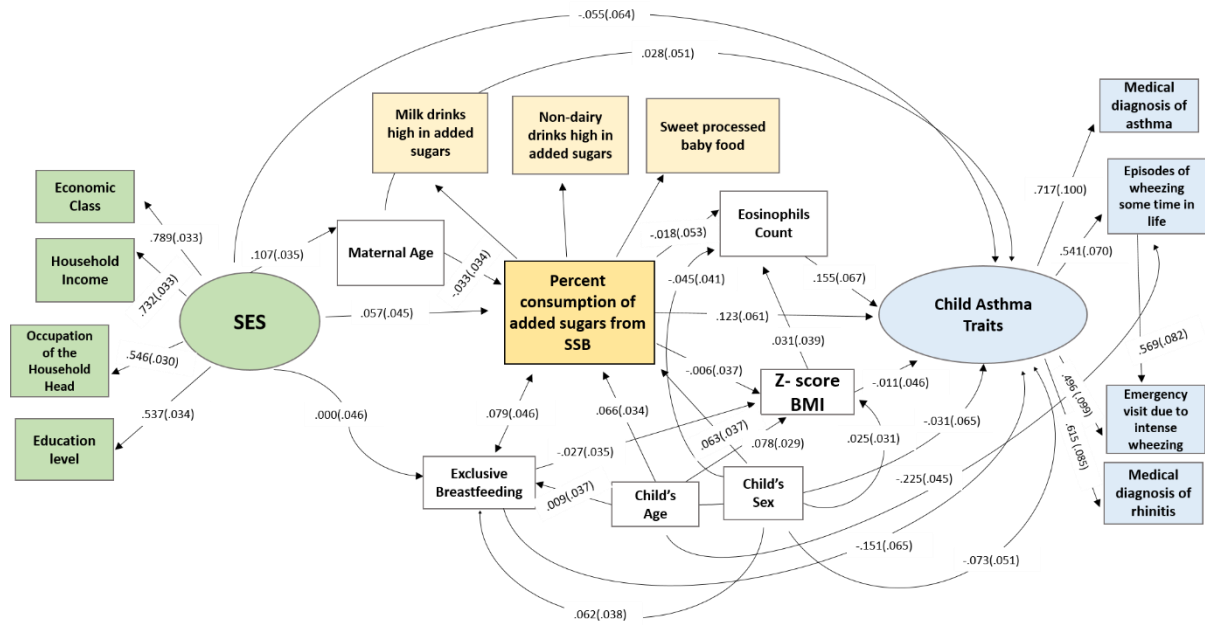 -.055(.064)
.028(.051)
Milk drinks
high in added
sugars
Non-dairy
drinks high in
added sugars
Sweet processed
baby food
Medical
diagnosis of
asthma
Economic
Class
.789(.033)
Household
Income
.732(.033)
Occupation of
the Household
Head
.546(.030)
Education
level
.537(.034)
SES
.107(.035)
Maternal Age
-.033(.034)
.057(.045)
Percent
consumption of
added sugars from
SSB
-.018(.053)
Eosinophils
Count
-.045(.041)
.155(.067)
.123(.061)
.031(.039)
-.006(.037)
Z- score
BMI
-.011(.046)
Child Asthma
Traits
.717(.100)
Episodes of
wheezing
some time in
life
.541(.070)
.569(.082)
.496(.099)
Emergency
visit due to
intense
wheezing
.615(.085)
Medical
diagnosis of
rhinitis
.000(.046)
.079(.046)
.066(.034)
.063(.037)
.078(.029)
.025(.031)
-.031(.065)
-.027(.035)
Exclusive
Breastfeeding
.009(.037)
Child's
Age
Child's
Sex
-.225(.045)
-.151(.065)
-.073(.051)
.062(.038)